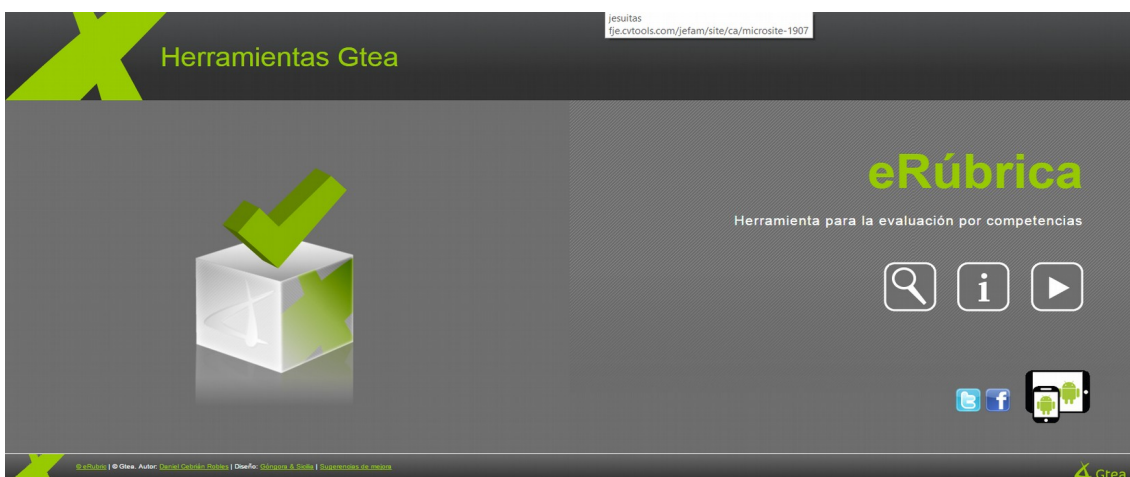 jesuitas
fje.cvtools.com/jefam/site/ca/microsite-1907
Herramientas Gtea
eRúbrica
Herramienta para la evaluación por competencias
i
© eRubric | © Gtea. Autor: Daniel Cebrián Robles | Diseño: Góngora & Sicilia | Sugerencias de mejora
Gtea